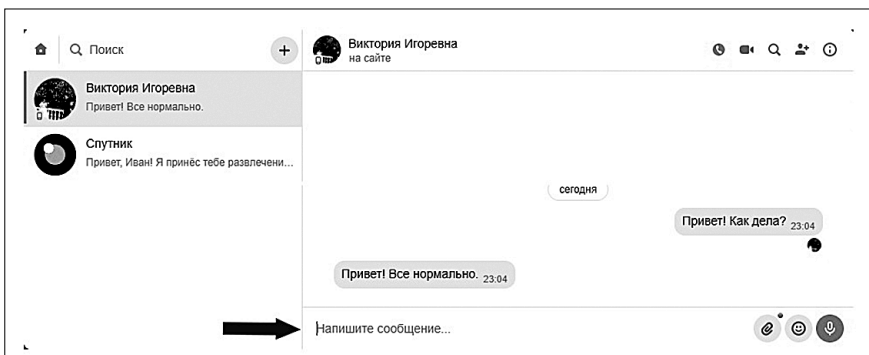 Поиск
Виктория Игоревна
Привет! Все нормально.
Спутник
Привет, Иван! Я принёс тебе развлечени...
Виктория Игоревна
на сайте
сегодня
Привет! Как дела? 23:04
Привет! Все нормально. 23:04
Напишите сообщение...